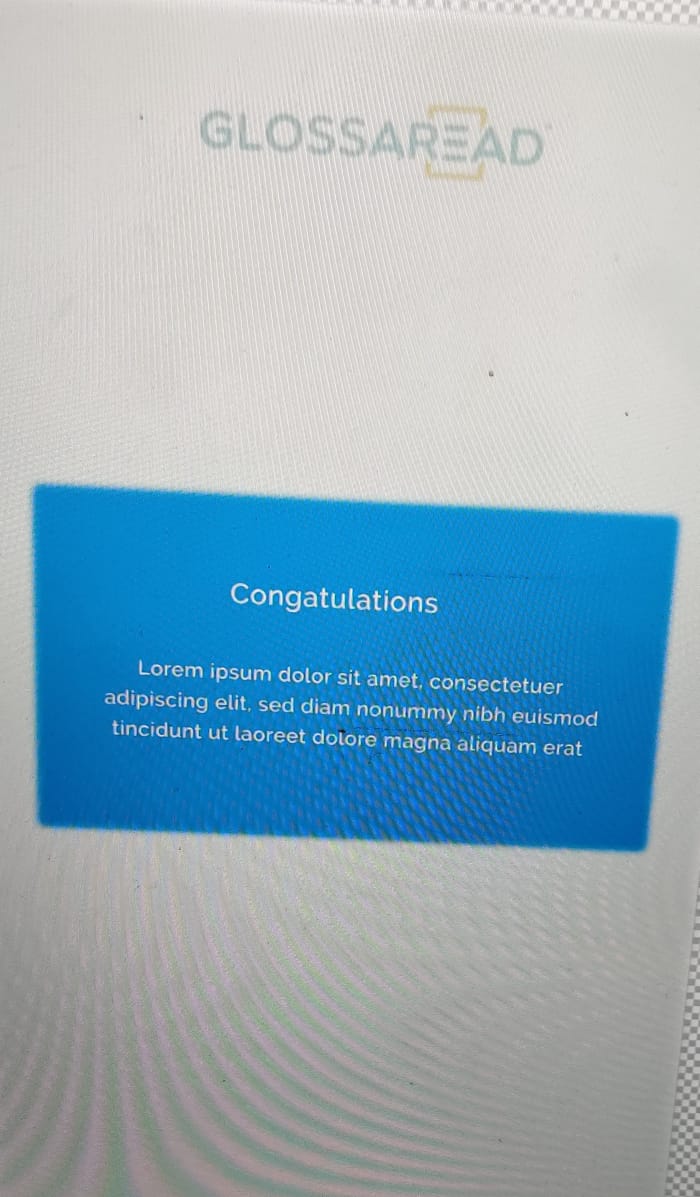 GLOSSAREAD
Congatulations
Lorem ipsum dolor sit amet, consectetuer
adipiscing elit, sed diam nonummy nibh euismod
tincidunt ut laoreet dolore magna aliquam erat